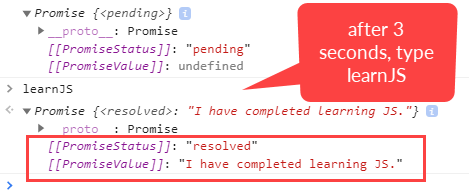 Promise {<pending>} i
__proto__: Promise
[[PromiseStatus]]: "pending"
[[PromiseValue]]: undefined
learnJS
Promise {<resolved>: "I have completed learning JS."} i
__proto__: Promise
[[PromiseStatus]]: "resolved"
[[PromiseValue]]: "I have completed learning JS."
after 3
seconds, type
learnJS